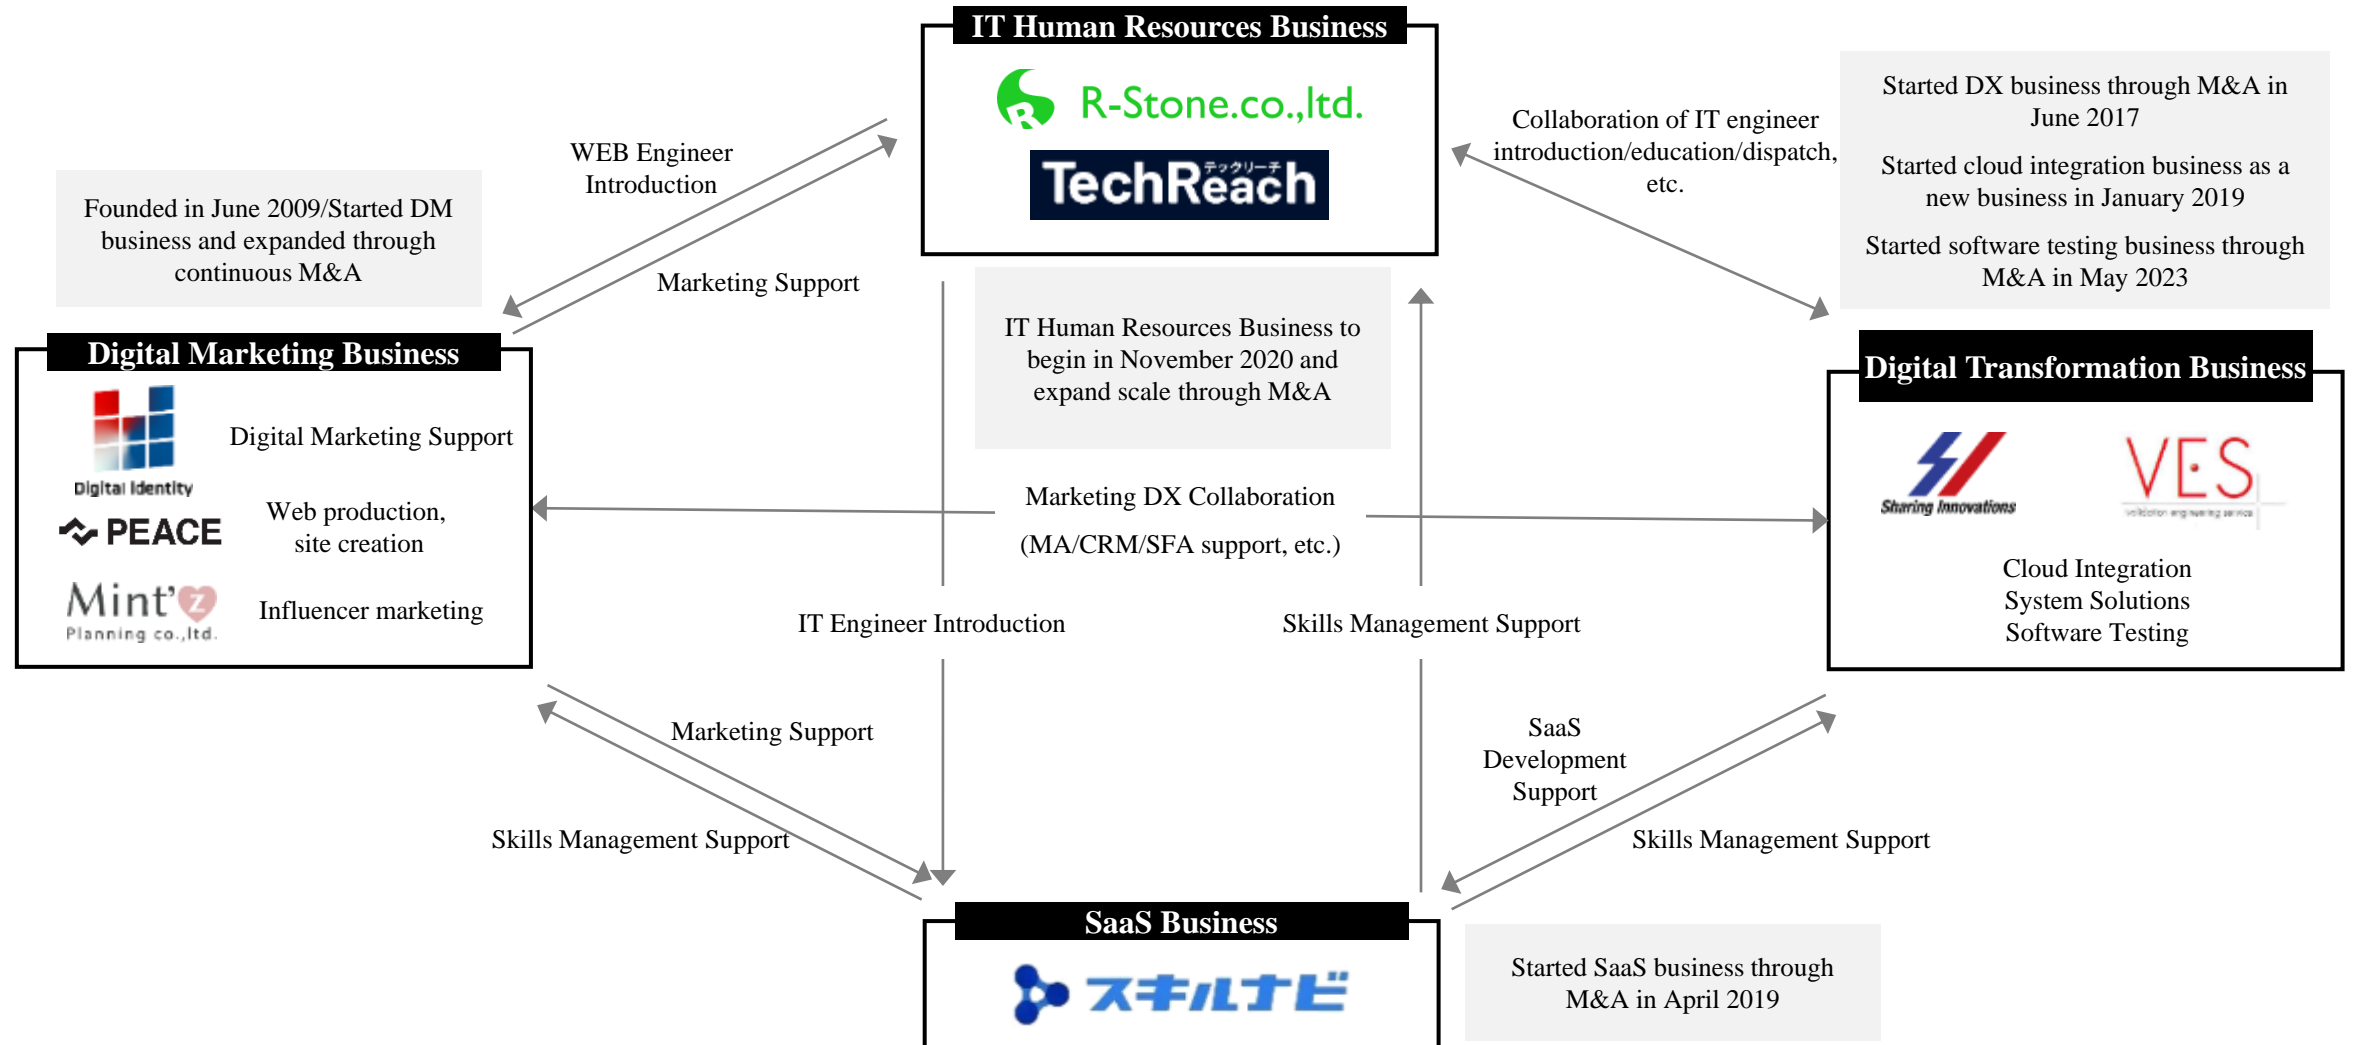 IT Human Resources Business
R-Stone.co.,ltd.
テックリーチ
TechReach
WEB Engineer
Introduction
Marketing Support
Collaboration of IT engineer
introduction/education/dispatch,
etc.
Started DX business through M&A in
June 2017
Started cloud integration business as a
new business in January 2019
Started software testing business through
M&A in May 2023
Founded in June 2009/Started DM
business and expanded through
continuous M&A
IT Human Resources Business to
begin in November 2020 and
expand scale through M&A
Digital Marketing Business
Digital Identity
Digital Marketing Support
PEACE
Web production,
site creation
Mint'z
Planning co.,ltd.
Influencer marketing
Marketing DX Collaboration
(MA/CRM/SFA support, etc.)
Digital Transformation Business
Sharing Innovations
VES
validation engineering service
Cloud Integration
System Solutions
Software Testing
IT Engineer Introduction
Skills Management Support
Marketing Support
Skills Management Support
SaaS
Development
Support
Skills Management Support
SaaS Business
スキルナビ
Started SaaS business through
M&A in April 2019